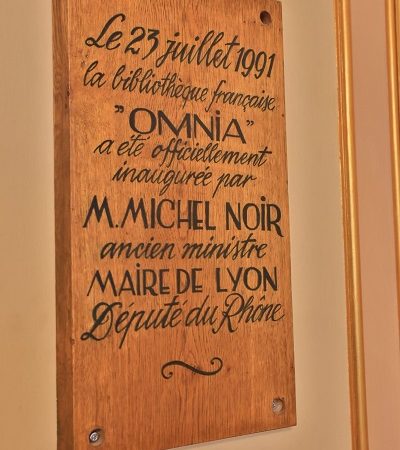 Le 23 juillet 1991
la bibliothèque française
"OMNIA"
a été officiellement
inaugurée par
M. MICHEL NOIR
ancien ministre
MAIRE DE LYON
Député du Rhône